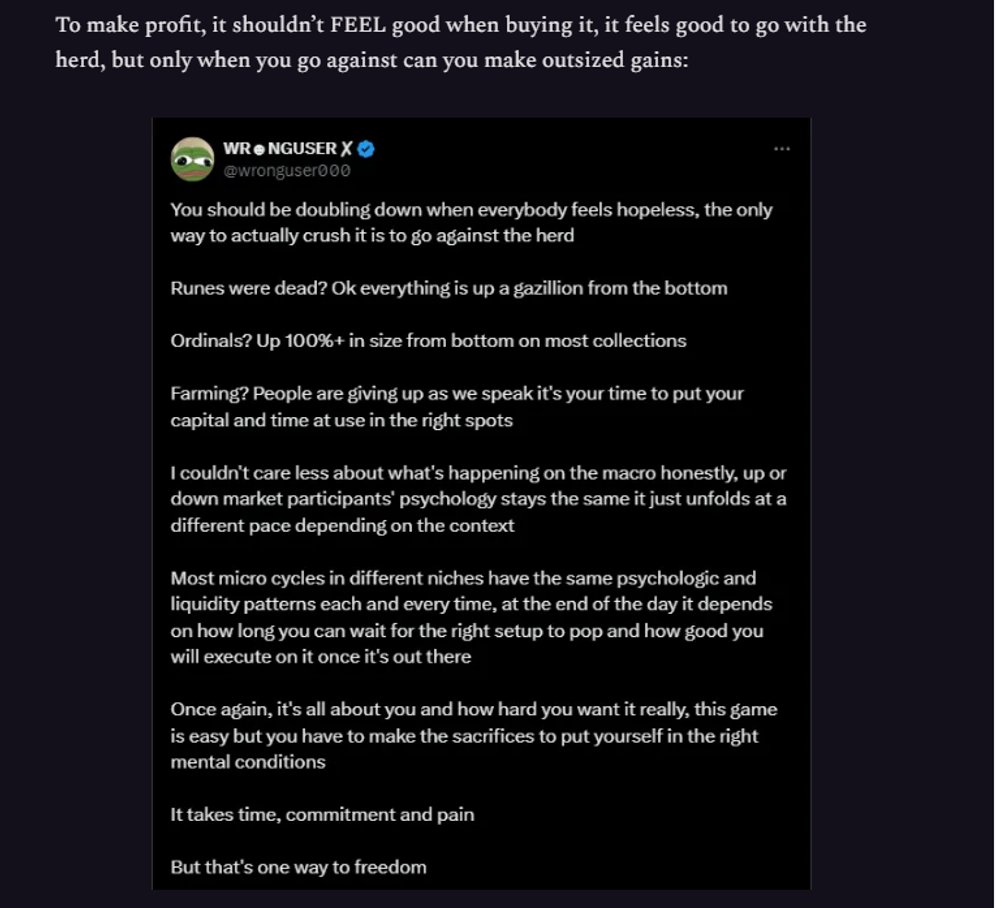 To make profit, it shouldn’t FEEL good when buying it, it feels good to go with the
herd, but only when you go against can you make outsized gains:
WR☻NGUSER X
@wronguser000
You should be doubling down when everybody feels hopeless, the only
way to actually crush it is to go against the herd
Runes were dead? Ok everything is up a gazillion from the bottom
Ordinals? Up 100%+ in size from bottom on most collections
Farming? People are giving up as we speak it's your time to put your
capital and time at use in the right spots
I couldn't care less about what's happening on the macro honestly, up or
down market participants' psychology stays the same it just unfolds at a
different pace depending on the context
Most micro cycles in different niches have the same psychologic and
liquidity patterns each and every time, at the end of the day it depends
on how long you can wait for the right setup to pop and how good you
will execute on it once it's out there
Once again, it's all about you and how hard you want it really, this game
is easy but you have to make the sacrifices to put yourself in the right
mental conditions
It takes time, commitment and pain
But that's one way to freedom